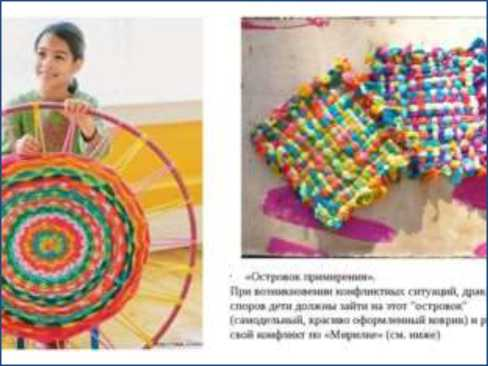 «Островок примирения».
При возникновении конфликтных ситуаций, драк
споров дети должны зайти на этот "островок"
(самодельный, красиво оформленный коврик) и р
свой конфликт по «Мирилке» (см. ниже)